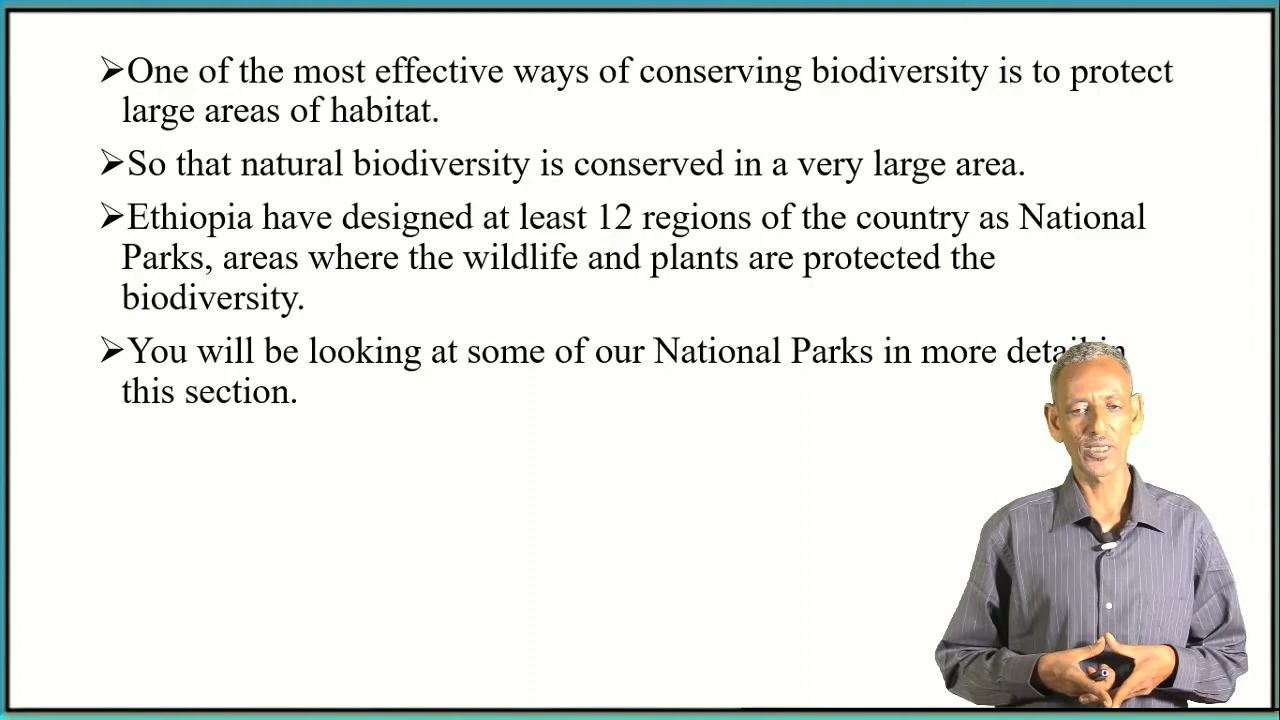 ➢One of the most effective ways of conserving biodiversity is to protect
large areas of habitat.
➢So that natural biodiversity is conserved in a very large area.
➢Ethiopia have designed at least 12 regions of the country as National
Parks, areas where the wildlife and plants are protected the
biodiversity.
➢You will be looking at some of our National Parks in more detail in
this section.